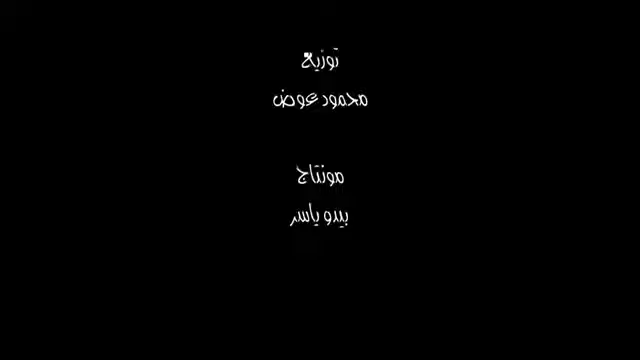 توزيع
محمود عوض
مونتاج
بيدو ياسر